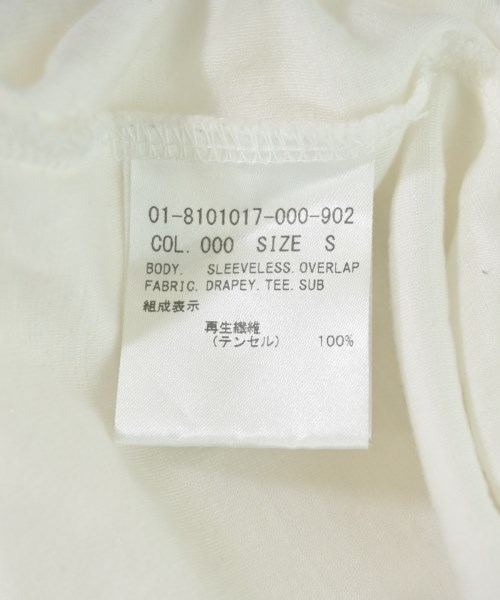 01-8101017-000-902
COL. 000 SIZE S
BODY. SLEEVELESS. OVERLAP
FABRIC. DRAPEY. TEE. SUB
組成表示
再生繊維
(テンセル) 100%